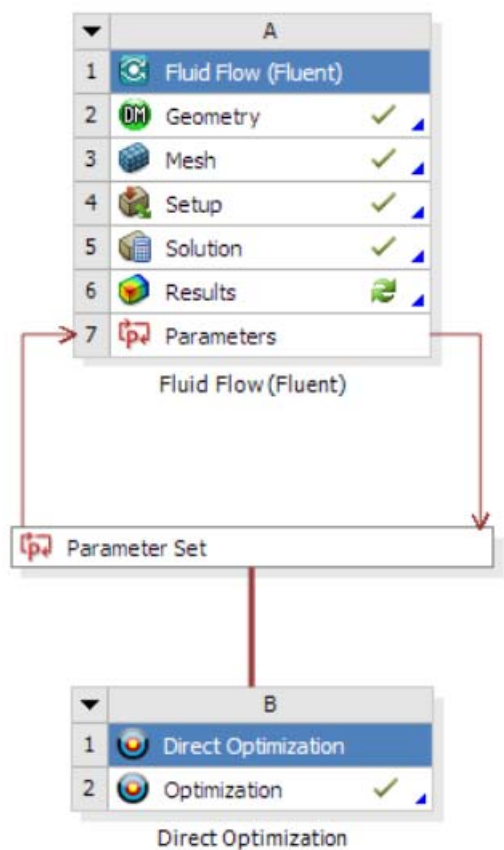 A
1 Fluid Flow (Fluent)
2 DM Geometry
3 Mesh
4 Setup
5 Solution
6 Results
7 p Parameters
Fluid Flow (Fluent)
p Parameter Set
B
1 Direct Optimization
2 Optimization
Direct Optimization